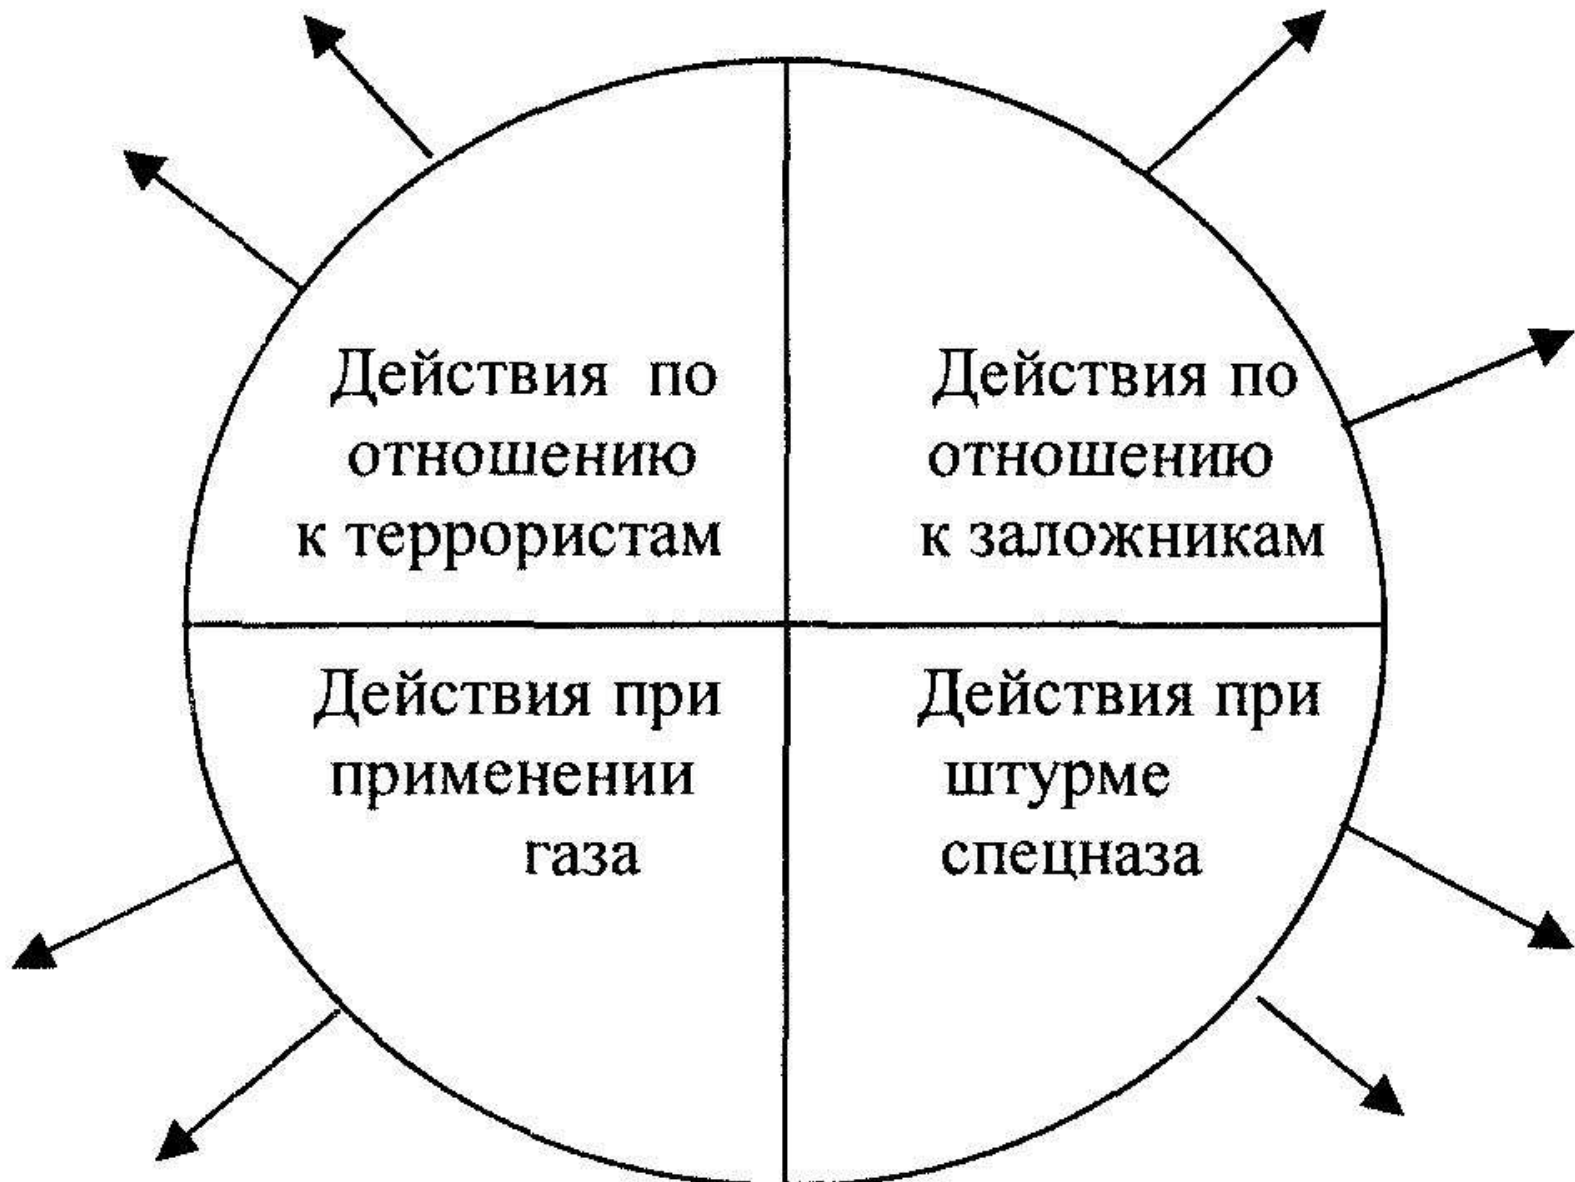 Действия по
отношению
к террористам
Действия по
отношению
к заложникам
Действия при
применении
газа
Действия при
штурме
спецназа